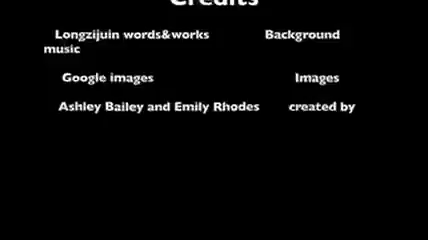 Credits
Longzijuin words&works Background
music
Google images Images
Ashley Bailey and Emily Rhodes created by